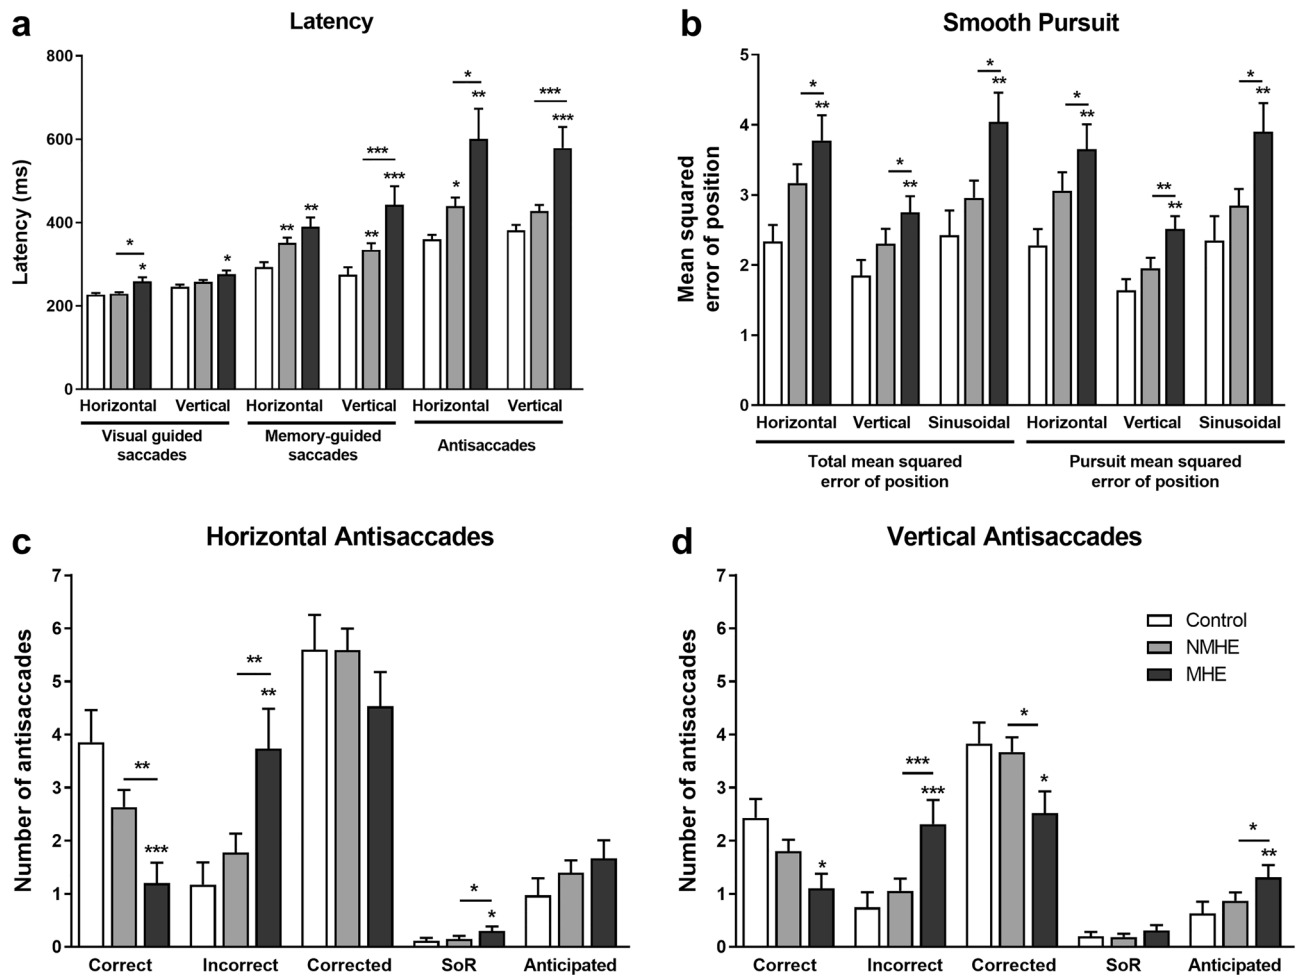 a
Latency
Latency (ms)
800
600
400
200
0
*
*
*
**
**
**
***
***
*
*
**
***
***
Horizontal Vertical Horizontal Vertical Horizontal Vertical
Visual guided
saccades
Memory-guided
saccades
Antisaccades
b
Smooth Pursuit
Mean squared
error of position
5
4
3
2
1
0
*
**
*
**
*
**
*
**
**
**
*
**
Horizontal Vertical Sinusoidal Horizontal Vertical Sinusoidal
Total mean squared
error of position
Pursuit mean squared
error of position
c
Horizontal Antisaccades
Number of antisaccades
7
6
5
4
3
2
1
0
**
***
**
**
*
*
Correct Incorrect Corrected SoR Anticipated
d
Vertical Antisaccades
Number of antisaccades
7
6
5
4
3
2
1
0
Control
NMHE
MHE
*
***
***
*
*
*
**
Correct Incorrect Corrected SoR Anticipated